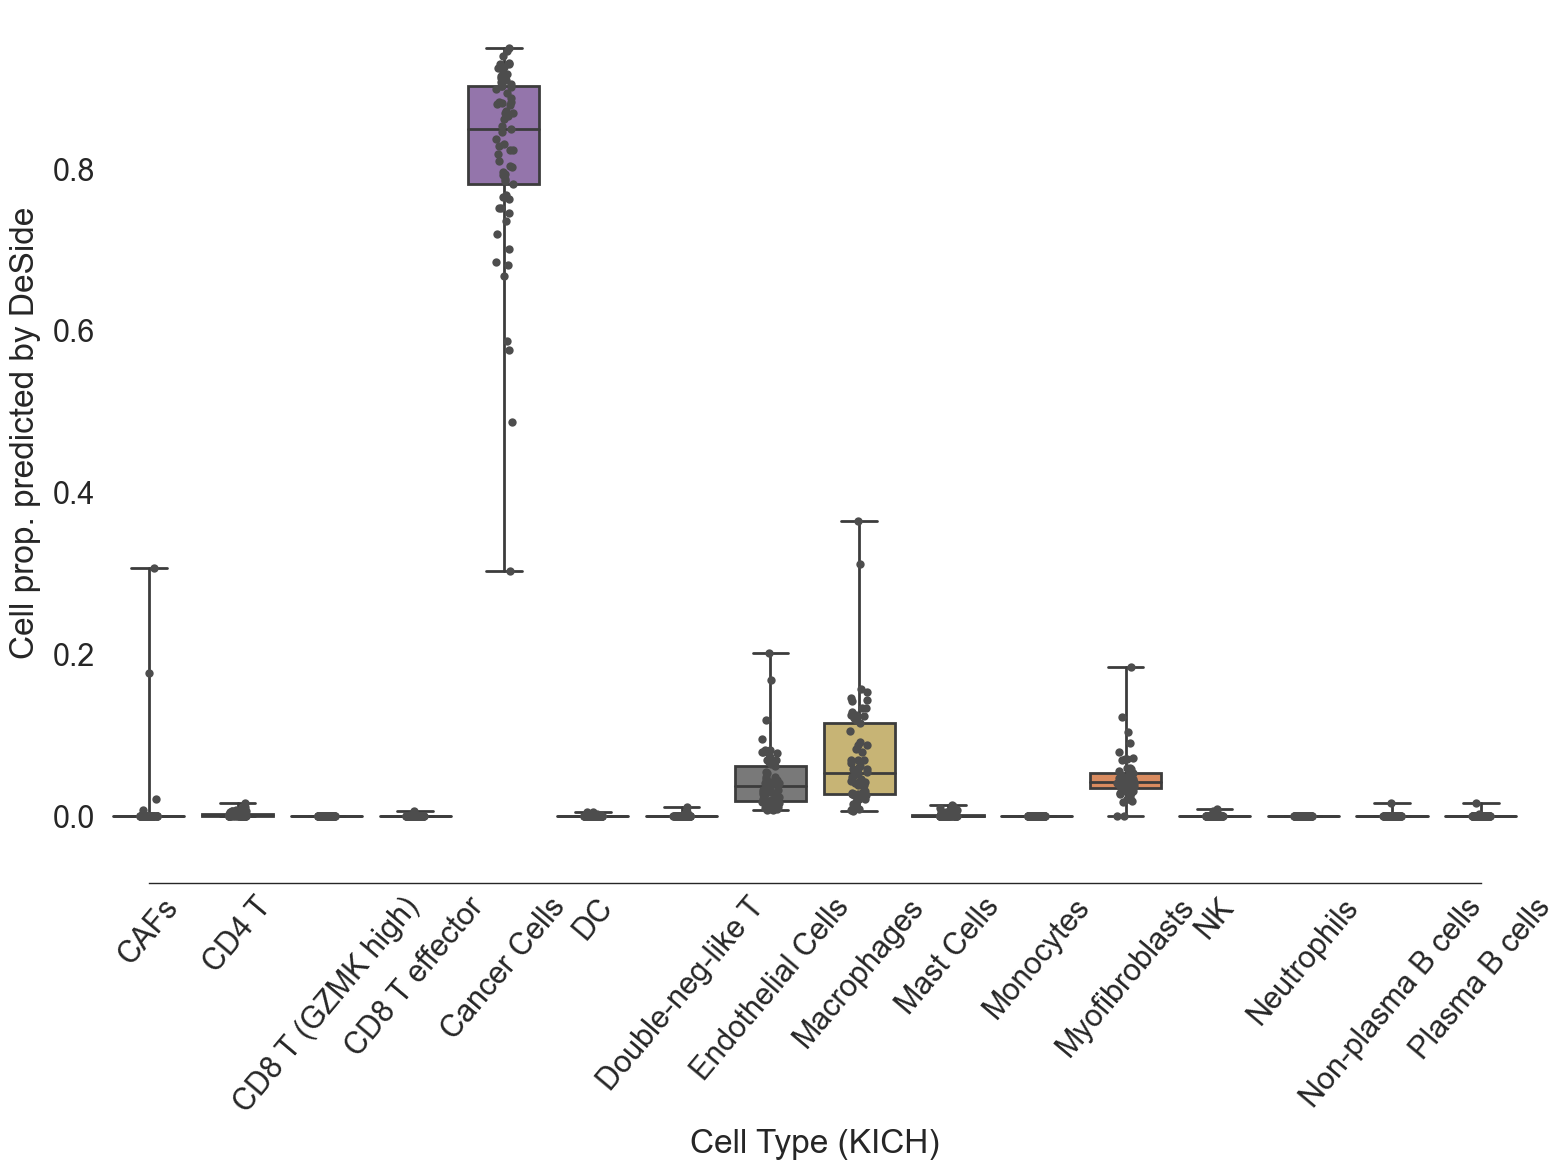 Cell prop. predicted by DeSide
0.8
0.6
0.4
0.2
0.0
CAFs
CD4 T
CD8 T (GZMK high)
CD8 T effector
Cancer Cells
DC
Double-neg-like T
Endothelial Cells
Macrophages
Mast Cells
Monocytes
Myofibroblasts
NK
Neutrophils
Non-plasma B cells
Plasma B cells
Cell Type (KICH)